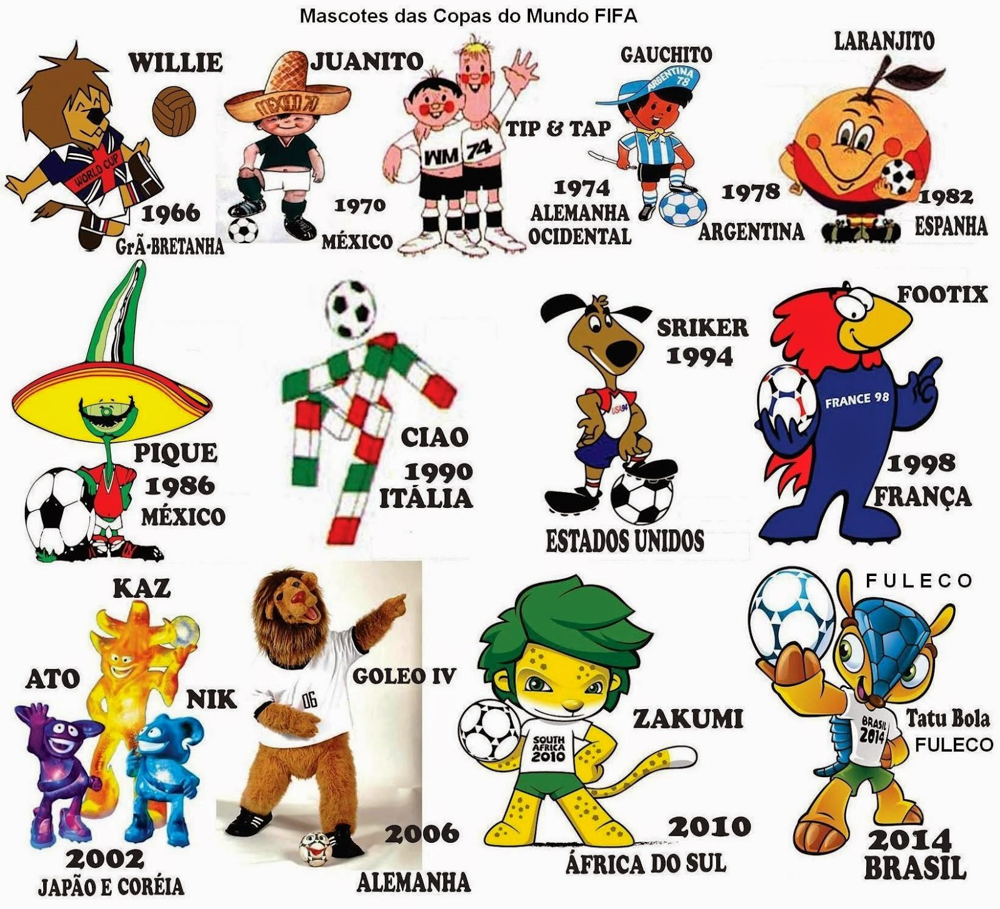 Mascotes das Copas do Mundo FIFA
WILLIE
WORLD CUP
1966
GrÃ-BRETANHA
JUANITO
MEXICO 70
1970
MÉXICO
TIP & TAP
WM 74
1974
ALEMANHA
OCIDENTAL
GAUCHITO
ARGENTINA
78
1978
ARGENTINA
LARANJITO
1982
ESPANHA
PIQUE
1986
MÉXICO
CIAO
1990
ITÁLIA
SRIKER
1994
USA94
ESTADOS UNIDOS
FOOTIX
FRANCE 98
1998
FRANÇA
KAZ
ATO
NIK
2002
JAPÃO E CORÉIA
GOLEO IV
06
2006
ALEMANHA
ZAKUMI
SOUTH
AFRICA
2010
2010
ÁFRICA DO SUL
FULECO
BRASIL
2014
Tatu Bola
FULECO
2014
BRASIL